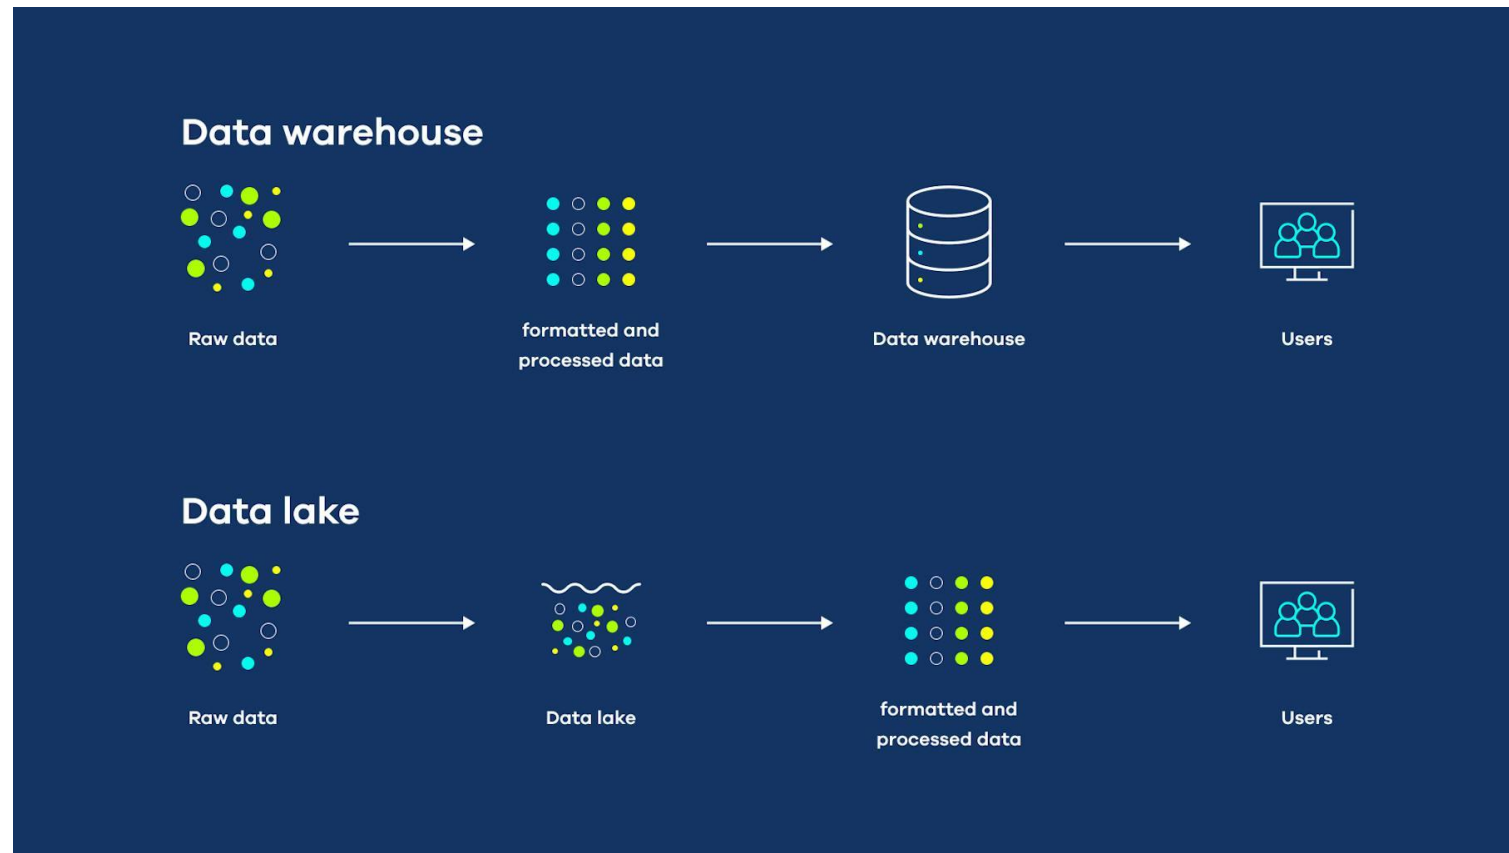 Data warehouse
Raw data
formatted and
processed data
Data warehouse
Users
Data lake
Raw data
Data lake
formatted and
processed data
Users